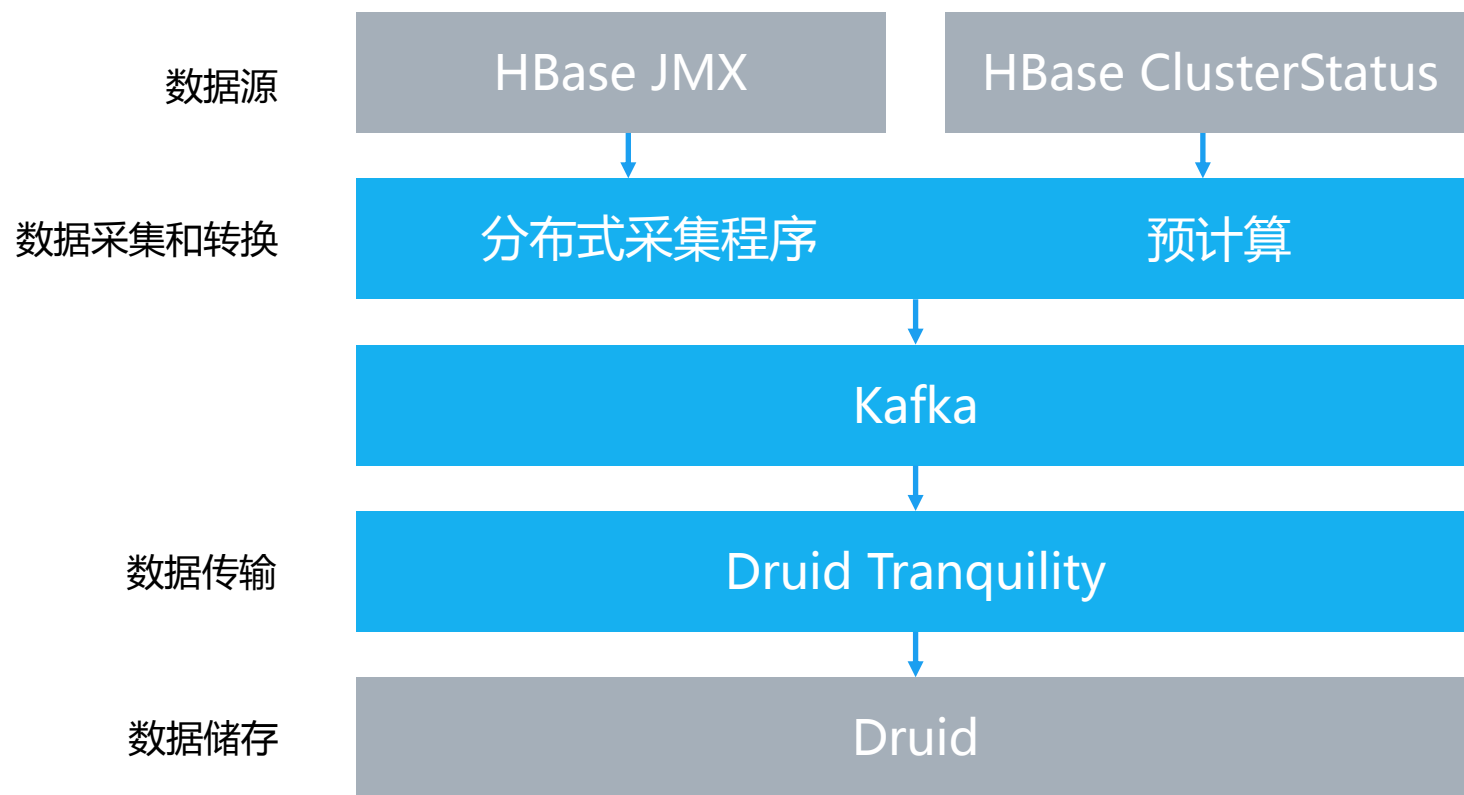 数据源
HBase JMX
HBase ClusterStatus
数据采集和转换
分布式采集程序
预计算
Kafka
数据传输
Druid Tranquility
数据储存
Druid